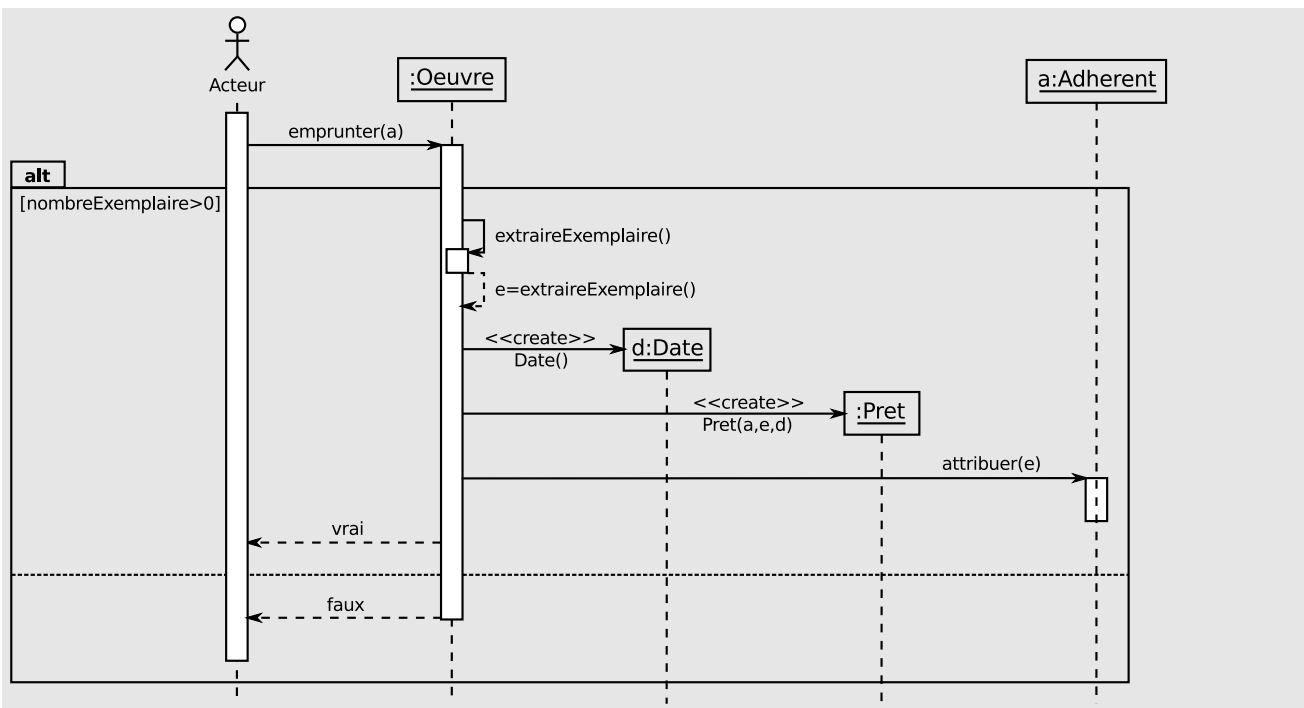 Acteur
:Oeuvre
a:Adherent
emprunter(a)
alt
[nombreExemplaire>0]
extraireExemplaire()
e=extraireExemplaire()
<<create>>
Date()
d:Date
<<create>>
Pret(a,e,d)
:Pret
attribuer(e)
vrai
faux